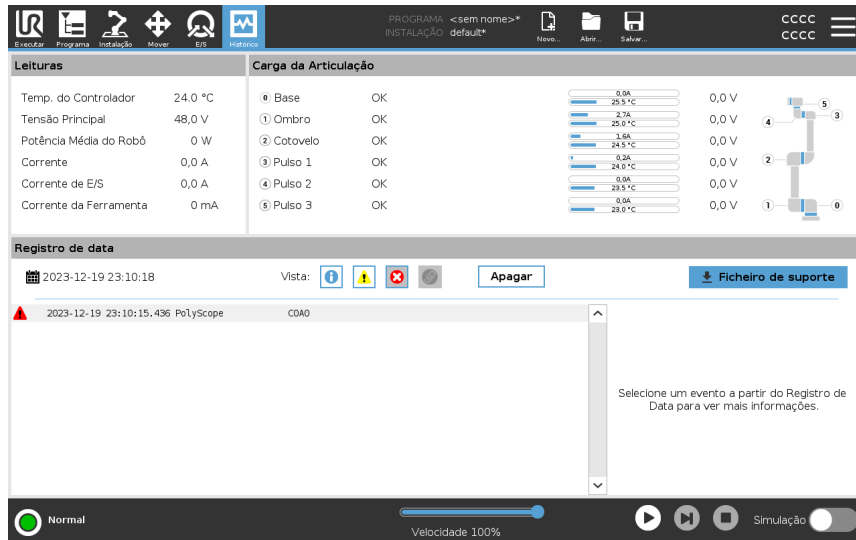 PROGRAMA <sem nome>*
INSTALAÇÃO default*
CCCC
CCCC
Executar Programa Instalação Mover E/S Histórico Novo... Abrir... Salvar...
Leituras
Carga da Articulação
Temp. do Controlador 24.0 °C
Tensão Principal 48,0 V
Potência Média do Robô 0 W
Corrente 0,0 A
Corrente de E/S 0,0 A
Corrente da Ferramenta 0 mA
0 Base OK 0,0A 25.5 °C 0,0 V
1 Ombro OK 2,7A 25.0 °C 0,0 V
2 Cotovelo OK 1,6A 24.5 °C 0,0 V
3 Pulso 1 OK 0,2A 24.0 °C 0,0 V
4 Pulso 2 OK 0,0A 23.5 °C 0,0 V
5 Pulso 3 OK 0,0A 23.0 °C 0,0 V
5
4 3
2
1 0
Registro de data
2023-12-19 23:10:18 Vista: Apagar Ficheiro de suporte
2023-12-19 23:10:15.436 PolyScope C0A0
Selecione um evento a partir do Registro de
Data para ver mais informações.
Normal
Velocidade 100%
Simulação